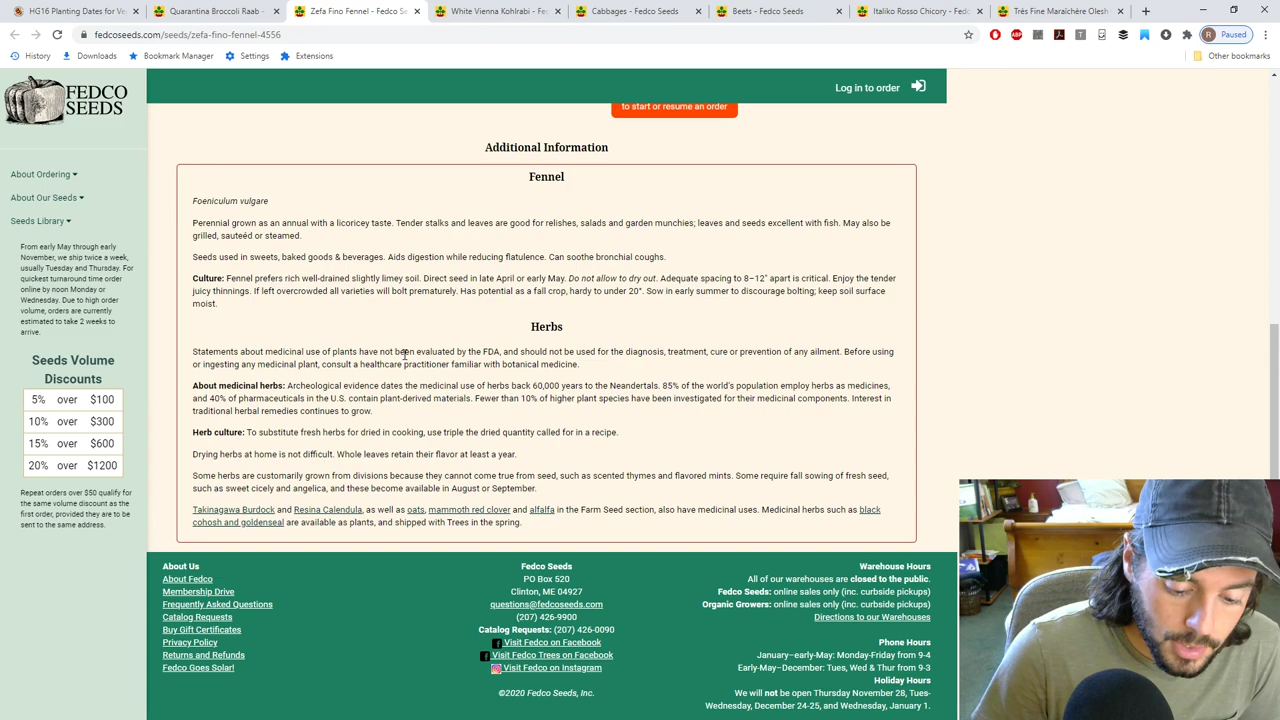 HG16 Planting Dates for Ve
Quarantina Broccoli Raab -
Zefa Fino Fennel - Fedco Se
White Vienna Kohlrabi - Fe
Cabbages - Fedco Seeds
Beets - Fedco Seeds
Italiko Rosso Chicory - Fed
Très Fine Maraîchère Olesh
fedcoseeds.com/seeds/zefa-fino-fennel-4556
R Paused
History Downloads Bookmark Manager Settings Extensions Other bookmarks
FEDCO
SEEDS
Log in to order
to start or resume an order
About Ordering
About Our Seeds
Seeds Library
From early May through early
November, we ship twice a week,
usually Tuesday and Thursday. For
quickest turnaround time order
online by noon Monday or
Wednesday. Due to high order
volume, orders are currently
estimated to take 2 weeks to
arrive.
Seeds Volume
Discounts
5% over $100
10% over $300
15% over $600
20% over $1200
Repeat orders over $50 qualify for
the same volume discount as the
first order, provided they are to be
sent to the same address.
Additional Information
Fennel
Foeniculum vulgare
Perennial grown as an annual with a licoricey taste. Tender stalks and leaves are good for relishes, salads and garden munchies; leaves and seeds excellent with fish. May also be
grilled, sauteéd or steamed.
Seeds used in sweets, baked goods & beverages. Aids digestion while reducing flatulence. Can soothe bronchial coughs.
Culture: Fennel prefers rich well-drained slightly limey soil. Direct seed in late April or early May. Do not allow to dry out. Adequate spacing to 8–12" apart is critical. Enjoy the tender
juicy thinnings. If left overcrowded all varieties will bolt prematurely. Has potential as a fall crop, hardy to under 20°. Sow in early summer to discourage bolting; keep soil surface
moist.
Herbs
Statements about medicinal use of plants have not been evaluated by the FDA, and should not be used for the diagnosis, treatment, cure or prevention of any ailment. Before using
or ingesting any medicinal plant, consult a healthcare practitioner familiar with botanical medicine.
About medicinal herbs: Archeological evidence dates the medicinal use of herbs back 60,000 years to the Neandertals. 85% of the world's population employ herbs as medicines,
and 40% of pharmaceuticals in the U.S. contain plant-derived materials. Fewer than 10% of higher plant species have been investigated for their medicinal components. Interest in
traditional herbal remedies continues to grow.
Herb culture: To substitute fresh herbs for dried in cooking, use triple the dried quantity called for in a recipe.
Drying herbs at home is not difficult. Whole leaves retain their flavor at least a year.
Some herbs are customarily grown from divisions because they cannot come true from seed, such as scented thymes and flavored mints. Some require fall sowing of fresh seed,
such as sweet cicely and angelica, and these become available in August or September.
Takinagawa Burdock and Resina Calendula, as well as oats, mammoth red clover and alfalfa in the Farm Seed section, also have medicinal uses. Medicinal herbs such as black
cohosh and goldenseal are available as plants, and shipped with Trees in the spring.
About Us
About Fedco
Membership Drive
Frequently Asked Questions
Catalog Requests
Buy Gift Certificates
Privacy Policy
Returns and Refunds
Fedco Goes Solar!
Fedco Seeds
PO Box 520
Clinton, ME 04927
questions@fedcoseeds.com
(207) 426-9900
Catalog Requests: (207) 426-0090
Visit Fedco on Facebook
Visit Fedco Trees on Facebook
Visit Fedco on Instagram
©2020 Fedco Seeds, Inc.
Warehouse Hours
All of our warehouses are closed to the public.
Fedco Seeds: online sales only (inc. curbside pickups)
Organic Growers: online sales only (inc. curbside pickups)
Directions to our Warehouses
Phone Hours
January–early-May: Monday-Friday from 9-4
Early-May–December: Tues, Wed & Thur from 9-3
Holiday Hours
We will not be open Thursday November 28, Tues-
Wednesday, December 24-25, and Wednesday, January 1.